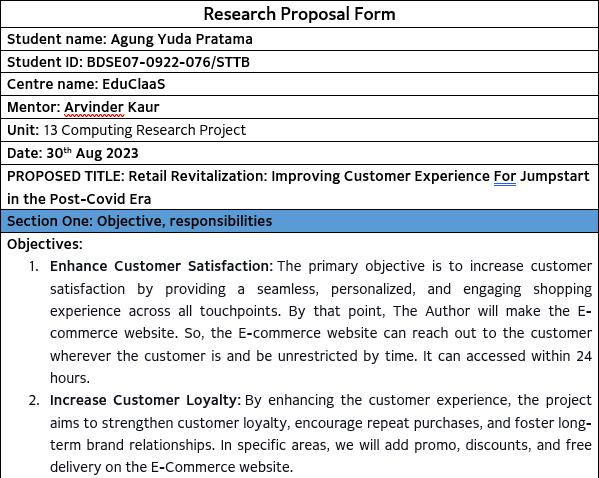 Research Proposal Form
Student name: Agung Yuda Pratama
Student ID: BDSE07-0922-076/STTB
Centre name: EduClaaS
Mentor: Arvinder Kaur
Unit: 13 Computing Research Project
Date: 30th Aug 2023
PROPOSED TITLE: Retail Revitalization: Improving Customer Experience For Jumpstart
in the Post-Covid Era
Section One: Objective, responsibilities
Objectives:
1. Enhance Customer Satisfaction: The primary objective is to increase customer
satisfaction by providing a seamless, personalized, and engaging shopping
experience across all touchpoints. By that point, The Author will make the E-
commerce website. So, the E-commerce website can reach out to the customer
wherever the customer is and be unrestricted by time. It can accessed within 24
hours.
2. Increase Customer Loyalty: By enhancing the customer experience, the project
aims to strengthen customer loyalty, encourage repeat purchases, and foster long-
term brand relationships. In specific areas, we will add promo, discounts, and free
delivery on the E-Commerce website.